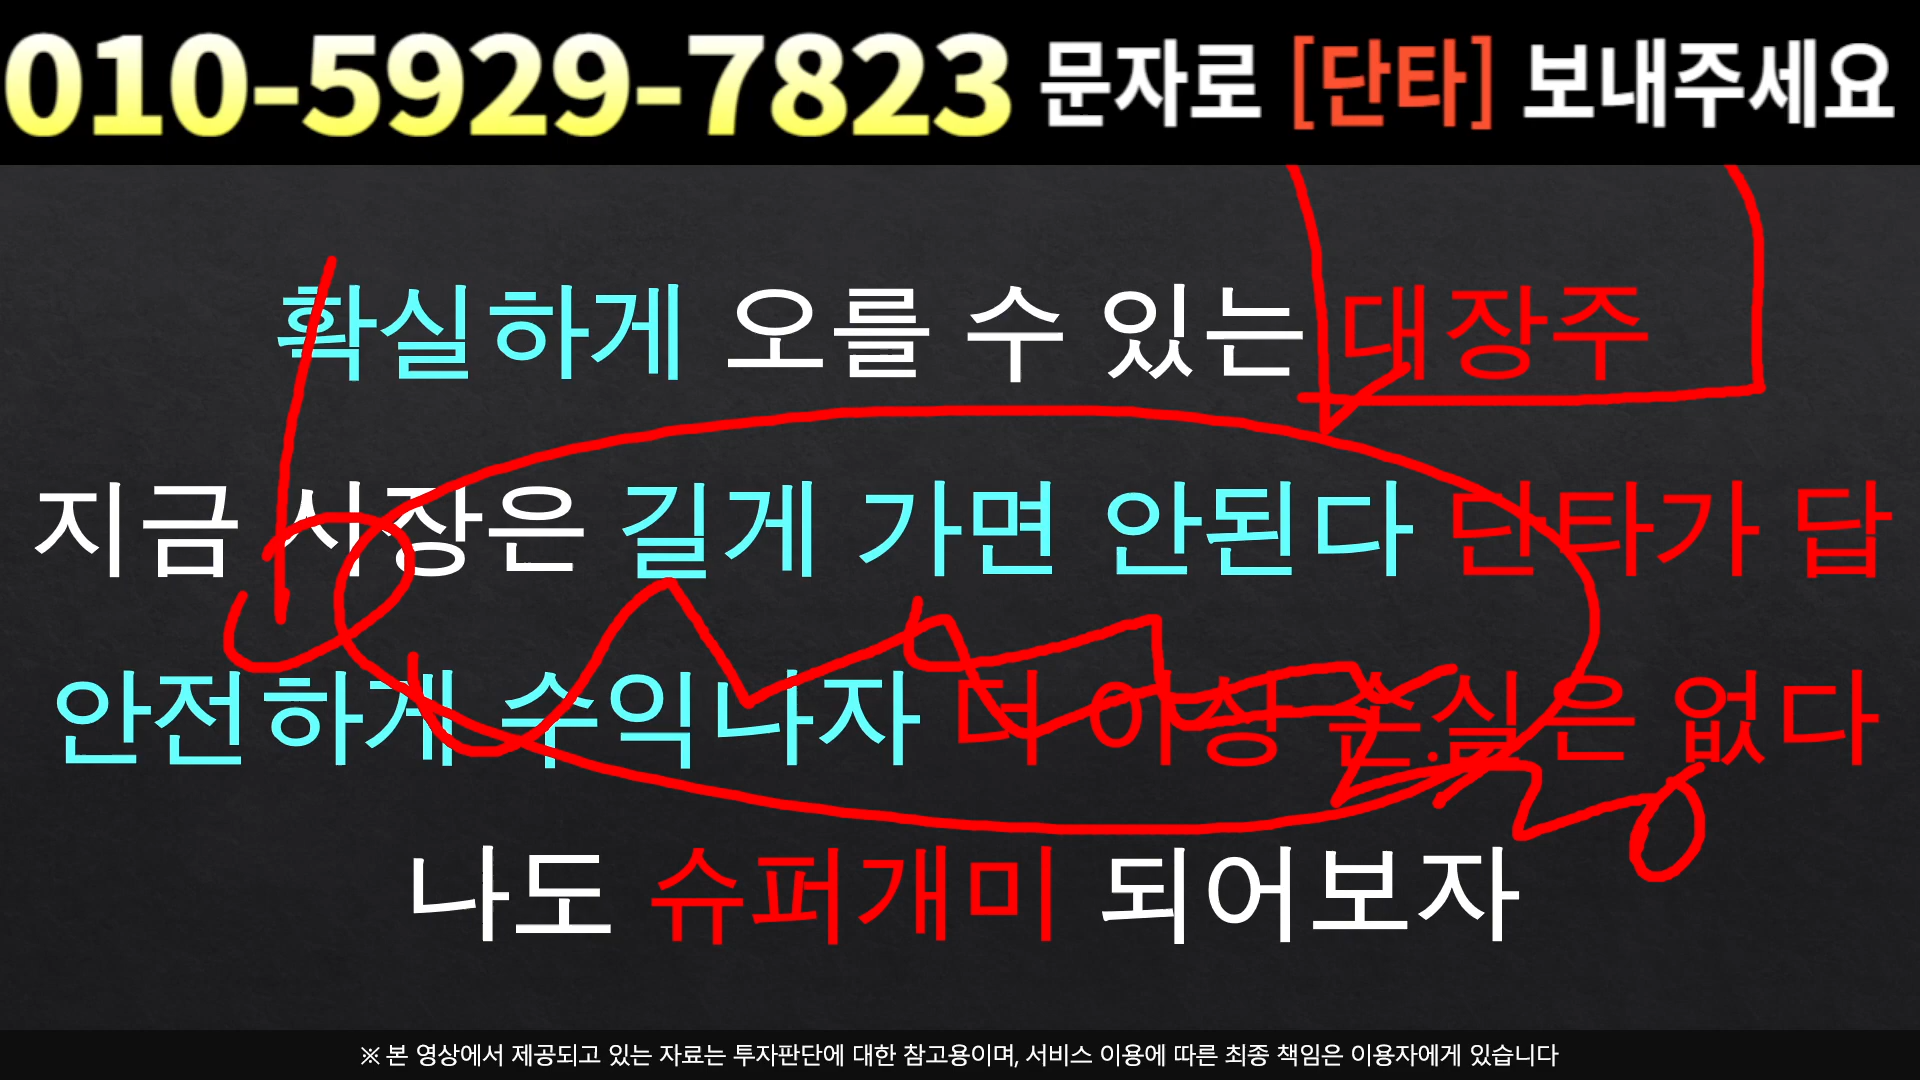 010-5929-7823 문자로 [단타] 보내주세요
확실하게 오를 수 있는 대장주
지금 시장은 길게 가면 안된다 단타가 답
안전하게 수익나자 더 이상 손실은 없다
나도 슈퍼개미 되어보자
※ 본 영상에서 제공되고 있는 자료는 투자판단에 대한 참고용이며, 서비스 이용에 따른 최종 책임은 이용자에게 있습니다